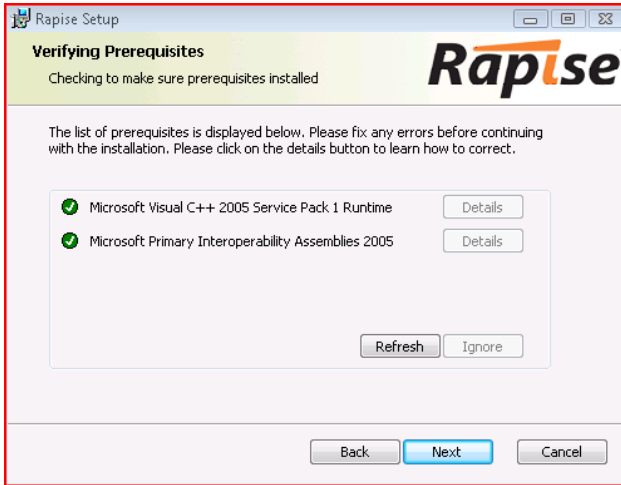 Rapise Setup
Verifying Prerequisites
Checking to make sure prerequisites installed
Rapise
The list of prerequisites is displayed below. Please fix any errors before continuing
with the installation. Please click on the details button to learn how to correct.
Microsoft Visual C++ 2005 Service Pack 1 Runtime
Details
Microsoft Primary Interoperability Assemblies 2005
Details
Refresh
Ignore
Back
Next
Cancel